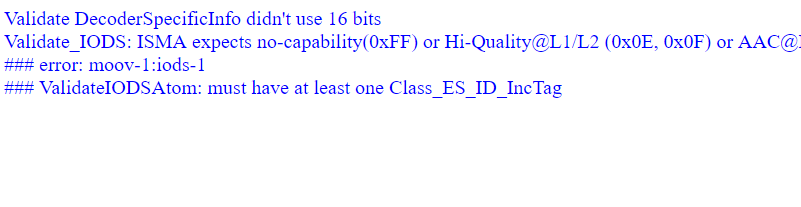 Validate DecoderSpecificInfo didn't use 16 bits
Validate_IODS: ISMA expects no-capability(0xFF) or Hi-Quality@L1/L2 (0x0E, 0x0F) or AAC@
### error: moov-1:iods-1
### ValidateIODSAtom: must have at least one Class_ES_ID_IncTag